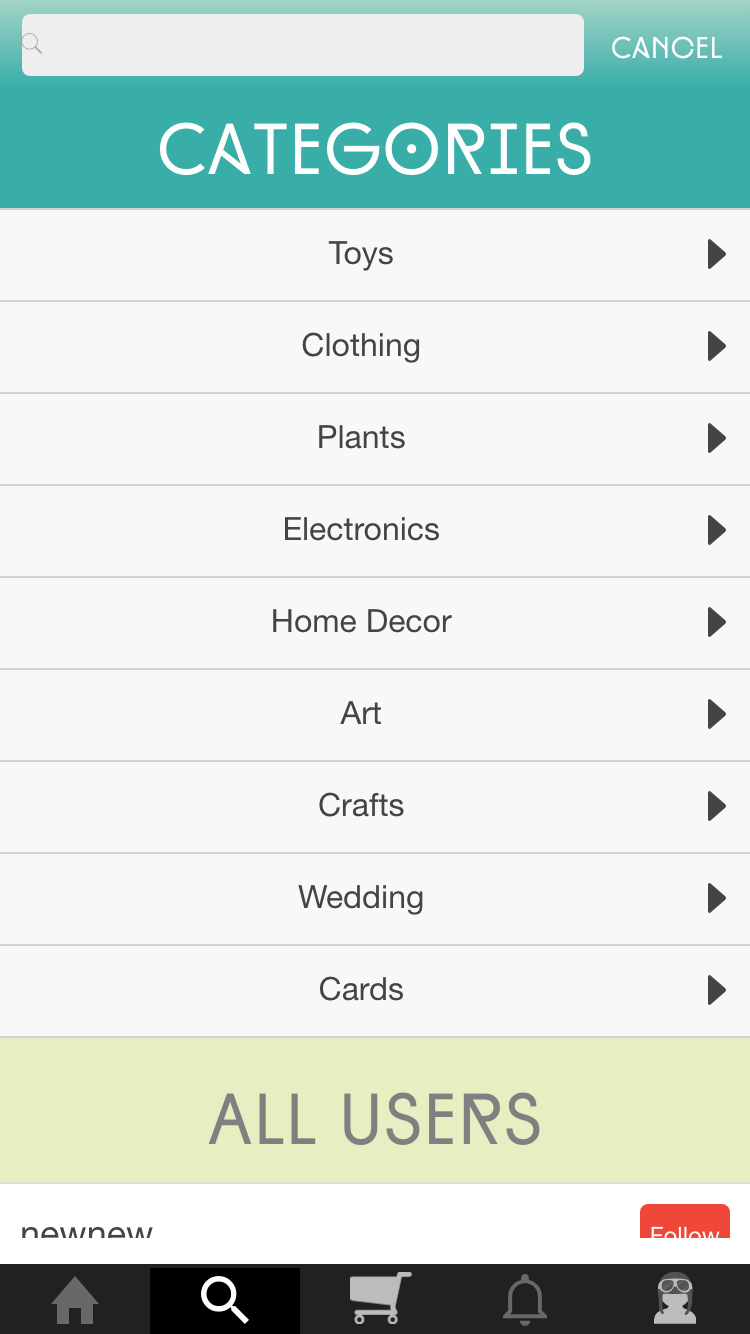 CANCEL
CATEGORIES
Toys
Clothing
Plants
Electronics
Home Decor
Art
Crafts
Wedding
Cards
ALL USERS
newnew
Follow